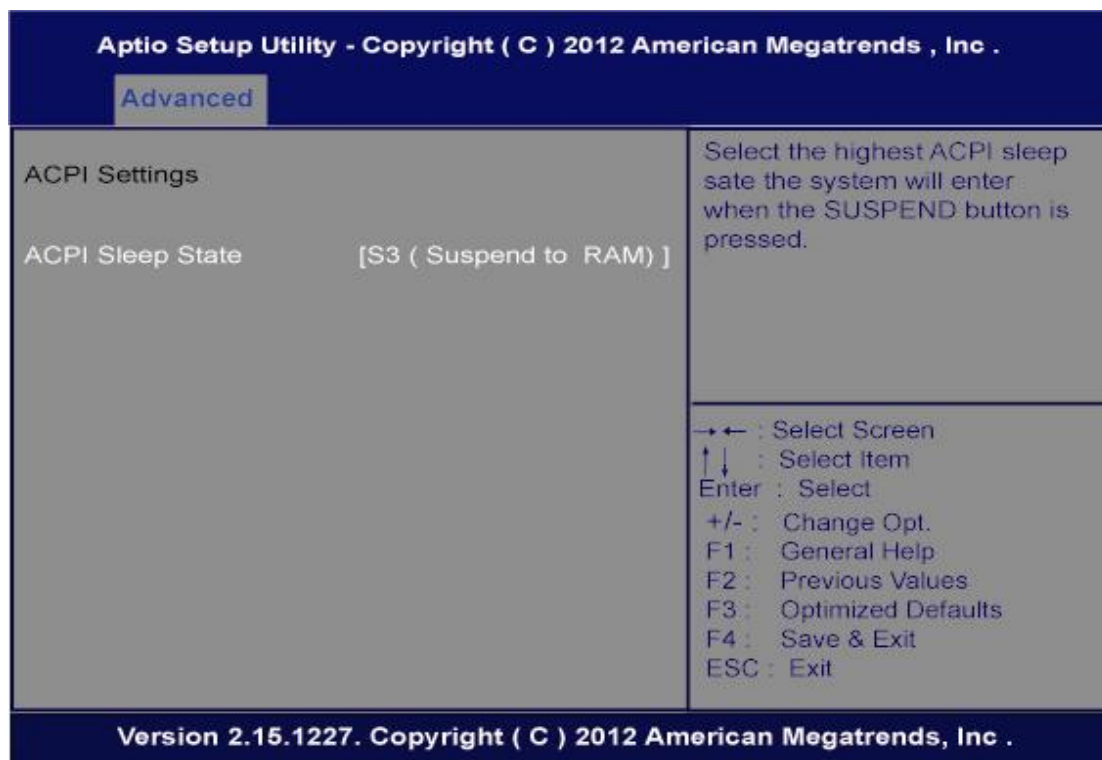 Aptio Setup Utility - Copyright ( C ) 2012 American Megatrends , Inc .
Advanced
ACPI Settings
ACPI Sleep State [S3 ( Suspend to RAM) ]
Select the highest ACPI sleep
sate the system will enter
when the SUSPEND button is
pressed.
→ ← : Select Screen
↑↓ : Select Item
Enter : Select
+/- : Change Opt.
F1 : General Help
F2 : Previous Values
F3 : Optimized Defaults
F4 : Save & Exit
ESC : Exit
Version 2.15.1227. Copyright ( C ) 2012 American Megatrends, Inc .